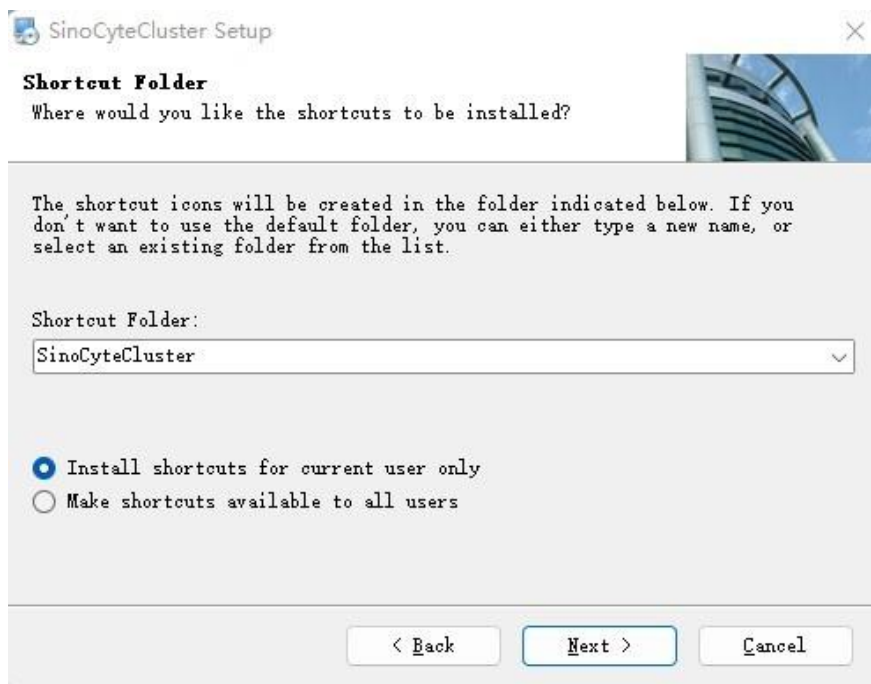 SinoCyteCluster Setup
Shortcut Folder
Where would you like the shortcuts to be installed?
The shortcut icons will be created in the folder indicated below. If you
don't want to use the default folder, you can either type a new name, or
select an existing folder from the list.
Shortcut Folder:
SinoCyteCluster
Install shortcuts for current user only
Make shortcuts available to all users
< Back
Next >
Cancel